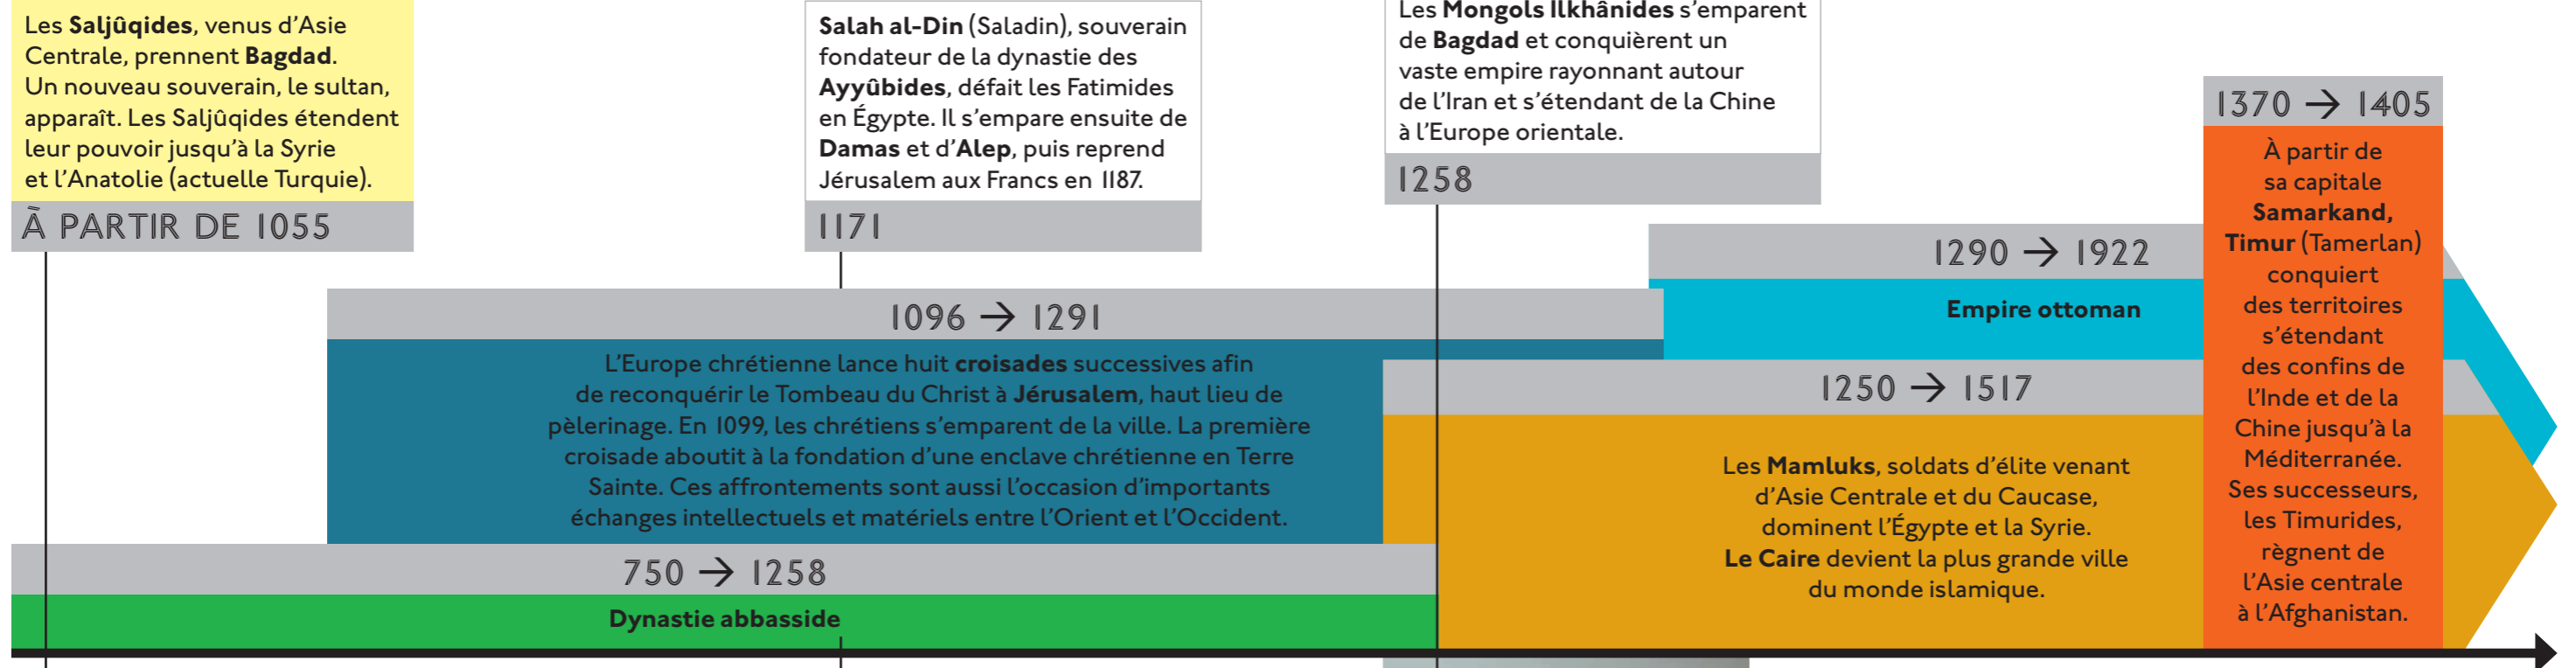 Les Saljûqides, venus d’Asie
Centrale, prennent Bagdad.
Un nouveau souverain, le sultan,
apparaît. Les Saljûqides étendent
leur pouvoir jusqu’à la Syrie
et l’Anatolie (actuelle Turquie).
À PARTIR DE 1055
Salah al-Din (Saladin), souverain
fondateur de la dynastie des
Ayyûbides, défait les Fatimides
en Égypte. Il s’empare ensuite de
Damas et d’Alep, puis reprend
Jérusalem aux Francs en 1187.
1171
Les Mongols Ilkhânides s’emparent
de Bagdad et conquièrent un
vaste empire rayonnant autour
de l’Iran et s’étendant de la Chine
à l’Europe orientale.
1258
1370 → 1405
À partir de
sa capitale
Samarkand,
Timur (Tamerlan)
conquiert
des territoires
s’étendant
des confins de
l’Inde et de la
Chine jusqu’à la
Méditerranée.
Ses successeurs,
les Timurides,
règnent de
l’Asie centrale
à l’Afghanistan.
1290 → 1922
Empire ottoman
1096 → 1291
L’Europe chrétienne lance huit croisades successives afin
de reconquérir le Tombeau du Christ à Jérusalem, haut lieu de
pèlerinage. En 1099, les chrétiens s’emparent de la ville. La première
croisade aboutit à la fondation d’une enclave chrétienne en Terre
Sainte. Ces affrontements sont aussi l’occasion d’importants
échanges intellectuels et matériels entre l’Orient et l’Occident.
1250 → 1517
Les Mamluks, soldats d’élite venant
d’Asie Centrale et du Caucase,
dominent l’Égypte et la Syrie.
Le Caire devient la plus grande ville
du monde islamique.
750 → 1258
Dynastie abbasside